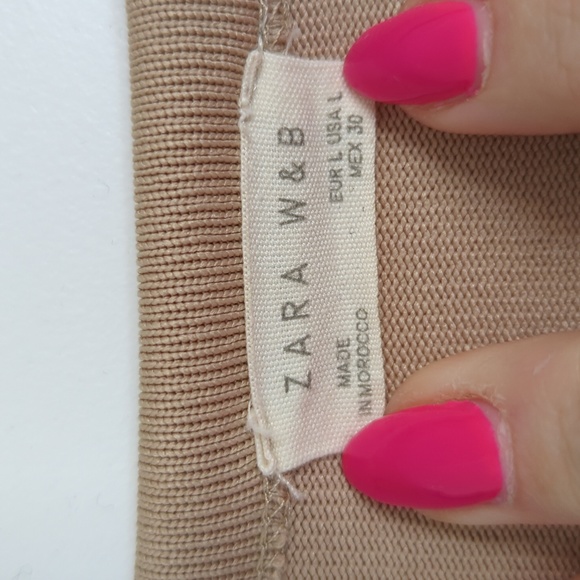 ZARA W&B
MADE
IN MOROCCO
EUR L USA L
MEX 30